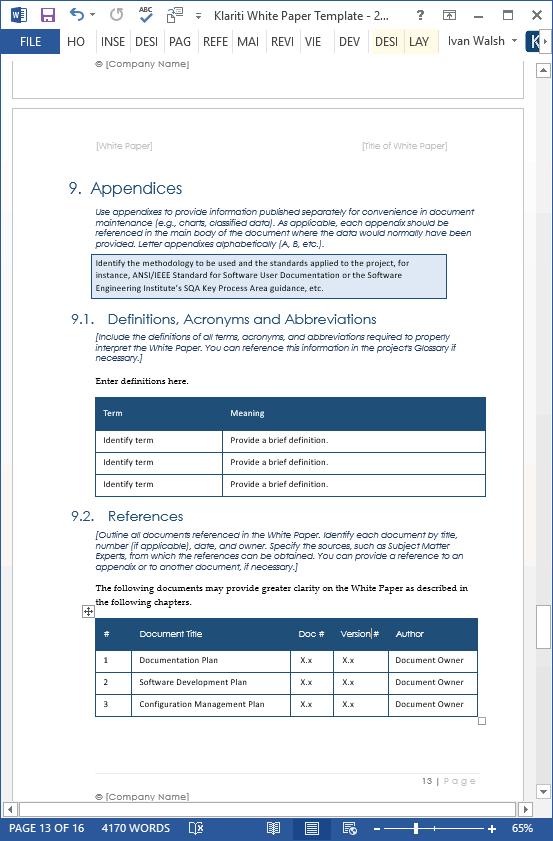 Klariti White Paper Template - 2...
FILE HO INSE DESI PAG REFE MAI REVI VIE DEV DESI LAY Ivan Walsh K
© [Company Name]
[White Paper] [Title of White Paper]
9. Appendices
Use appendixes to provide information published separately for convenience in document
maintenance (e.g., charts, classified data). As applicable, each appendix should be
referenced in the main body of the document where the data would normally have been
provided. Letter appendixes alphabetically (A, B, etc.).
Identify the methodology to be used and the standards applied to the project, for
instance, ANSI/IEEE Standard for Software User Documentation or the Software
Engineering Institute's SQA Key Process Area guidance, etc.
9.1. Definitions, Acronyms and Abbreviations
[Include the definitions of all terms, acronyms, and abbreviations required to properly
interpret the White Paper. You can reference this information in the project's Glossary if
necessary.]
Enter definitions here.
Term Meaning
Identify term Provide a brief definition.
Identify term Provide a brief definition.
Identify term Provide a brief definition.
9.2. References
[Outline all documents referenced in the White Paper. Identify each document by title,
number (if applicable), date, and owner. Specify the sources, such as Subject Matter
Experts, from which the references can be obtained. You can provide a reference to an
appendix or to another document, if necessary.]
The following documents may provide greater clarity on the White Paper as described in
the following chapters.
# Document Title Doc # Version# Author
1 Documentation Plan X.x X.x Document Owner
2 Software Development Plan X.x X.x Document Owner
3 Configuration Management Plan X.x X.x Document Owner
13 | Page
© [Company Name]
PAGE 13 OF 16 4170 WORDS 65%